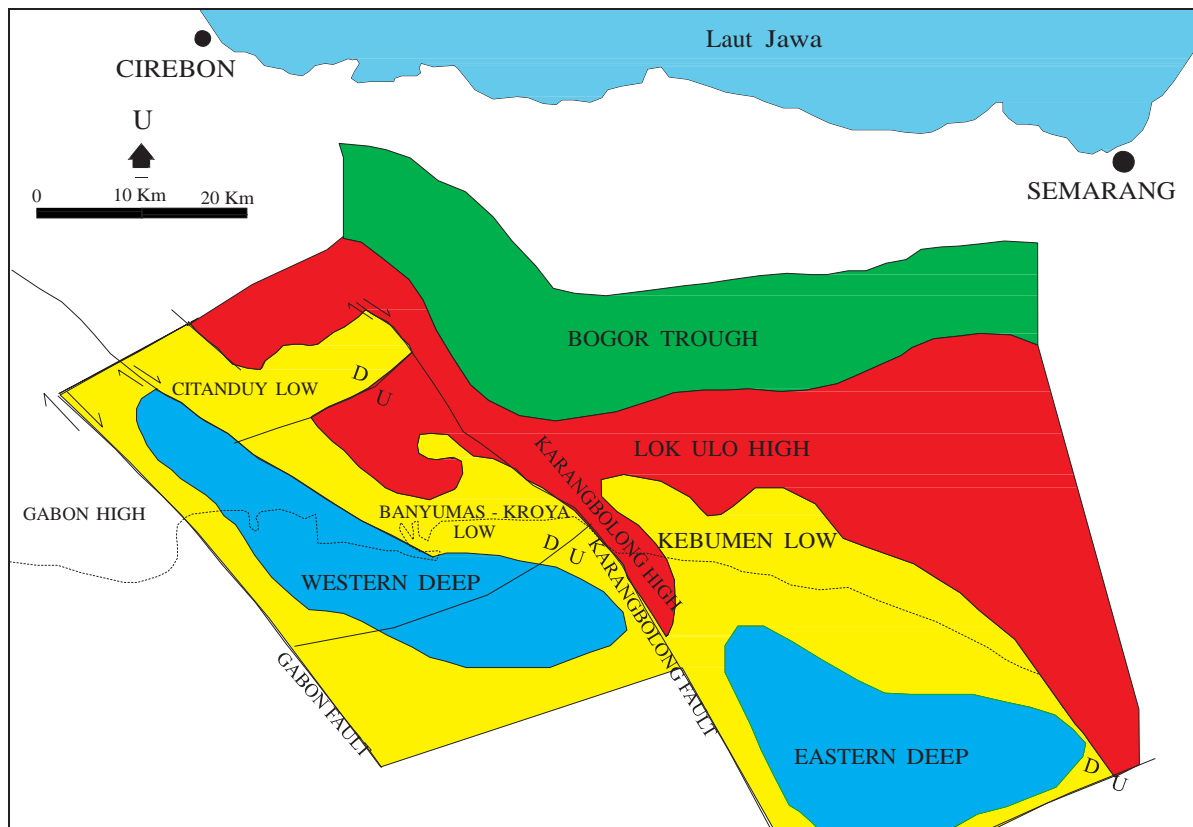 Laut Jawa
CIREBON
U
0 10 Km 20 Km
SEMARANG
BOGOR TROUGH
CITANDUY LOW
D
U
LOK ULO HIGH
KARANGBOLONG HIGH
GABON HIGH
BANYUMAS - KROYA
LOW
KEBUMEN LOW
D
U
WESTERN DEEP
KARANGBOLONG FAULT
GABON FAULT
EASTERN DEEP
D
U